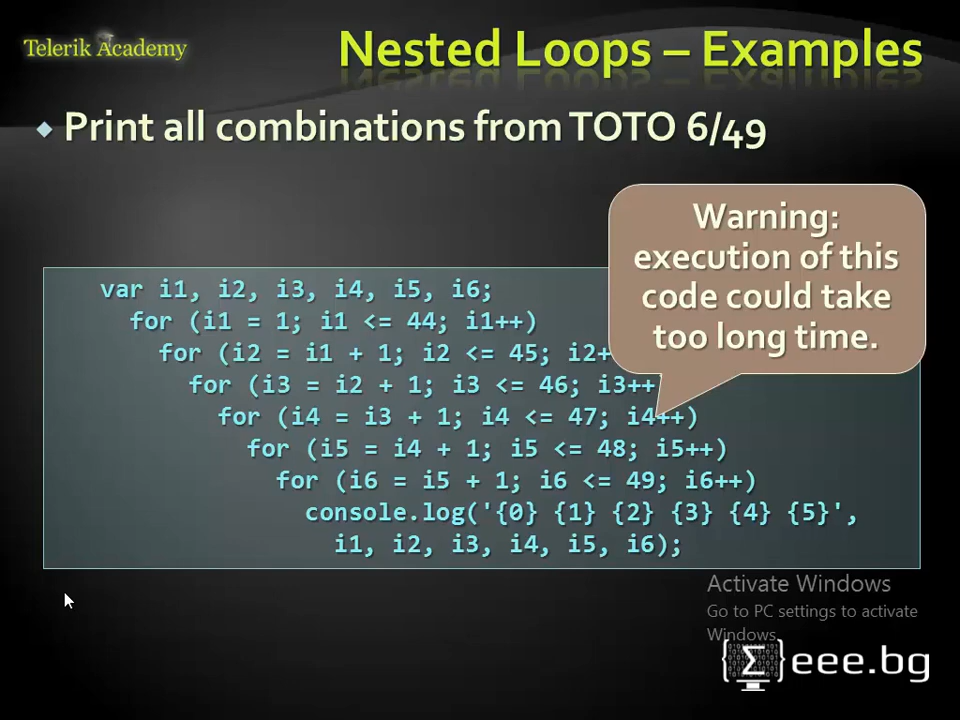 Telerik Academy
Nested Loops – Examples
Print all combinations from TOTO 6/49
Warning:
execution of this
code could take
too long time.
var i1, i2, i3, i4, i5, i6;
for (i1 = 1; i1 <= 44; i1++)
for (i2 = i1 + 1; i2 <= 45; i2+
for (i3 = i2 + 1; i3 <= 46; i3++
for (i4 = i3 + 1; i4 <= 47; i4++)
for (i5 = i4 + 1; i5 <= 48; i5++)
for (i6 = i5 + 1; i6 <= 49; i6++)
console.log('{0} {1} {2} {3} {4} {5}',
i1, i2, i3, i4, i5, i6);
Activate Windows
Go to PC settings to activate
Windows.
{Σ} eee.bg